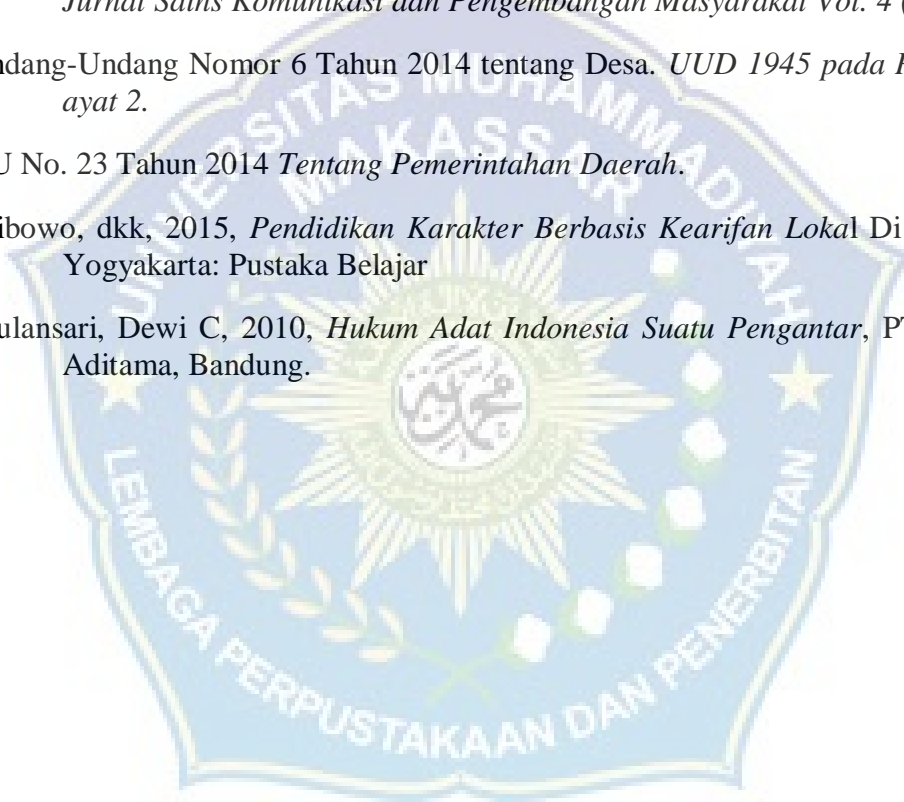 Jurnal Sains Komunikasi dan Pengembangan Masyarakat Vol. 4 (
ndang-Undang Nomor 6 Tahun 2014 tentang Desa. UUD 1945 pada
ayat 2.
U No. 23 Tahun 2014 Tentang Pemerintahan Daerah.
ibowo, dkk, 2015, Pendidikan Karakter Berbasis Kearifan Lokal Di
Yogyakarta: Pustaka Belajar
ulansari, Dewi C, 2010, Hukum Adat Indonesia Suatu Pengantar, PT
Aditama, Bandung.
UNIVERSITAS MUHAMMADIYAH
MAKASSAR
LEMBAGA PERPUSTAKAAN DAN PENERBITAN